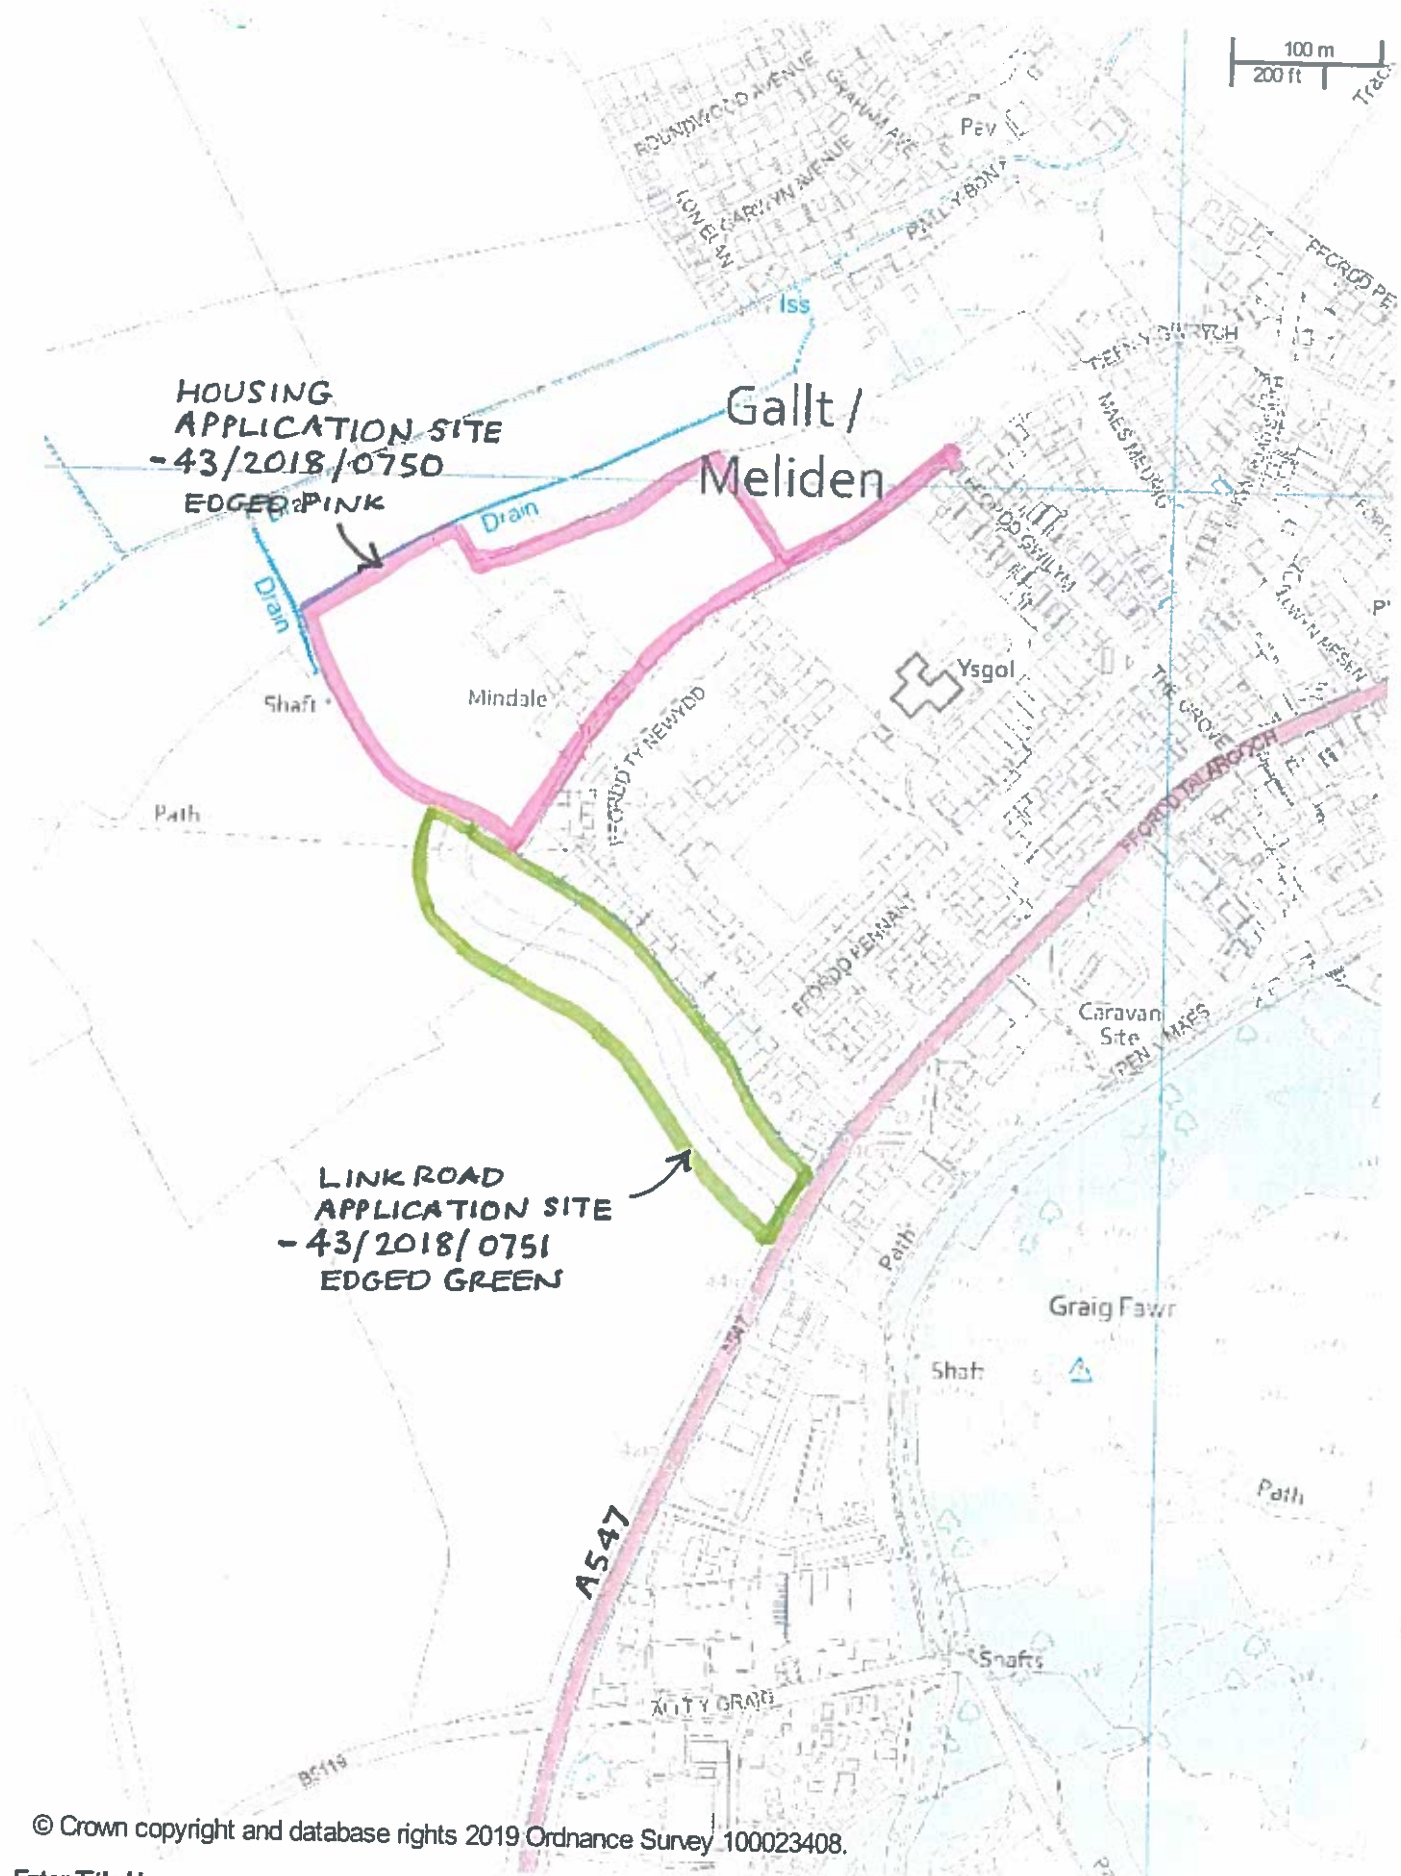 100 m
200 ft
Track
ROUNDWOOD AVENUE
GRAHAM AVE
Pav
GARWYN AVENUE
LON ELAN
Iss
HOUSING
APPLICATION SITE
- 43/2018/0750
EDGED PINK
Gallt /
Meliden
Drain
Drain
Drain
MAES MEURIG
FFORDD GWILYM
Ysgol
Shaft
Mindale
FFORDD TY NEWYDD
THE GROVE
FFORDD TALARGOCH
Path
FFORDD PENNANT
Caravan
Site
PEN Y MAES
LINK ROAD
APPLICATION SITE
- 43/2018/0751
EDGED GREEN
Path
Graig Fawr
Shaft
A547
Path
A547
Shafts
ALLT Y GRAIG
B5119
© Crown copyright and database rights 2019 Ordnance Survey 100023408.